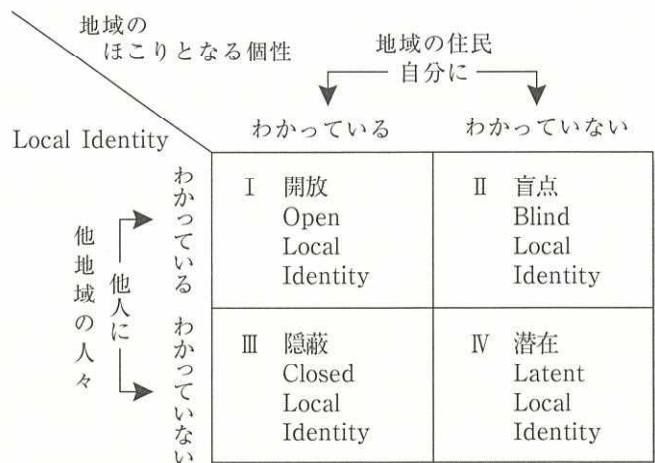 地域の
ほこりとなる個性
地域の住民
自分に
わかっている
わかっていない
Local Identity
他地域の人々
他人に
わかっている
わかっていない
Ⅰ 開放
Open
Local
Identity
Ⅱ 盲点
Blind
Local
Identity
Ⅲ 隠蔽
Closed
Local
Identity
Ⅳ 潜在
Latent
Local
Identity